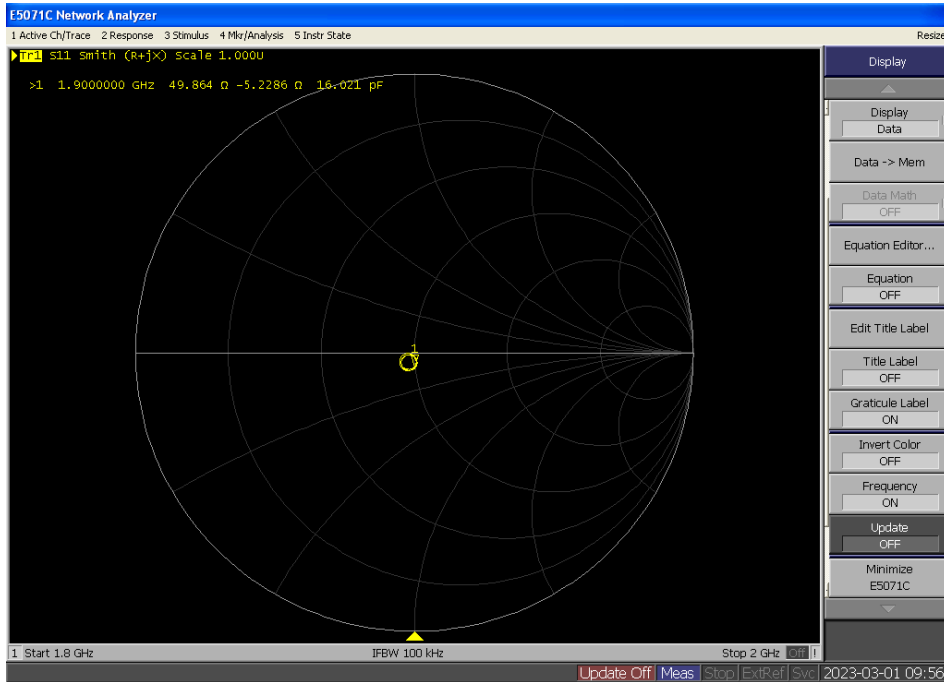 E5071C Network Analyzer
1 Active Ch/Trace 2 Response 3 Stimulus 4 Mkr/Analysis 5 Instr State
Resize
Tr1 S11 Smith (R+jX) Scale 1.000U
>1 1.9000000 GHz 49.864 Ω -5.2286 Ω 16.021 pF
1
1 Start 1.8 GHz
IFBW 100 kHz
Stop 2 GHz Off !
Display
Display
Data
Data -> Mem
Data Math
OFF
Equation Editor...
Equation
OFF
Edit Title Label
Title Label
OFF
Graticule Label
ON
Invert Color
OFF
Frequency
ON
Update
OFF
Minimize
E5071C
Update Off Meas Stop ExtRef Svc 2023-03-01 09:56